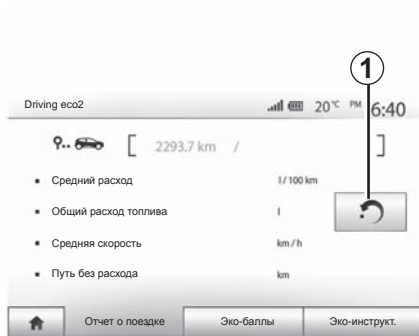 1
Driving eco2 20°C PM 6:40
[ 2293.7 km / ]
Средний расход l/100 km
Общий расход топлива l
Средняя скорость km/h
Путь без расхода km
Отчет о поездке Эко-баллы Эко-инструкт.